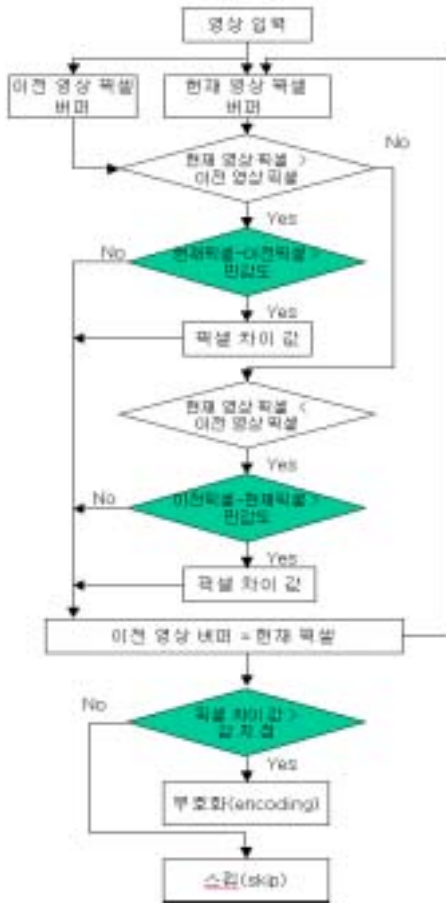 영상 입력
이전 영상 픽셀
버퍼
현재 영상 픽셀
버퍼
현재 영상 픽셀 >
이전 영상 픽셀
No
Yes
현재픽셀-이전픽셀 >
민감도
No
Yes
픽셀 차이 값
현재 영상 픽셀 <
이전 영상 픽셀
Yes
이전픽셀-현재픽셀 >
민감도
No
Yes
픽셀 차이 값
이전 영상 버퍼 = 현재 픽셀
픽셀 차이 값 >
No
Yes
부호화(encoding)
스킵(skip)